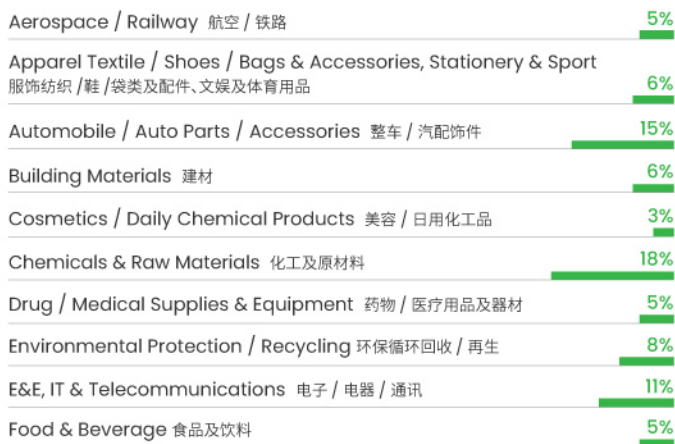 Aerospace / Railway 航空 / 铁路 5%
Apparel Textile / Shoes / Bags & Accessories, Stationery & Sport
服饰纺织 /鞋 /袋类及配件、文娱及体育用品 6%
Automobile / Auto Parts / Accessories 整车 / 汽配饰件 15%
Building Materials 建材 6%
Cosmetics / Daily Chemical Products 美容 / 日用化工品 3%
Chemicals & Raw Materials 化工及原材料 18%
Drug / Medical Supplies & Equipment 药物 / 医疗用品及器材 5%
Environmental Protection / Recycling 环保循环回收 / 再生 8%
E&E, IT & Telecommunications 电子 / 电器 / 通讯 11%
Food & Beverage 食品及饮料 5%